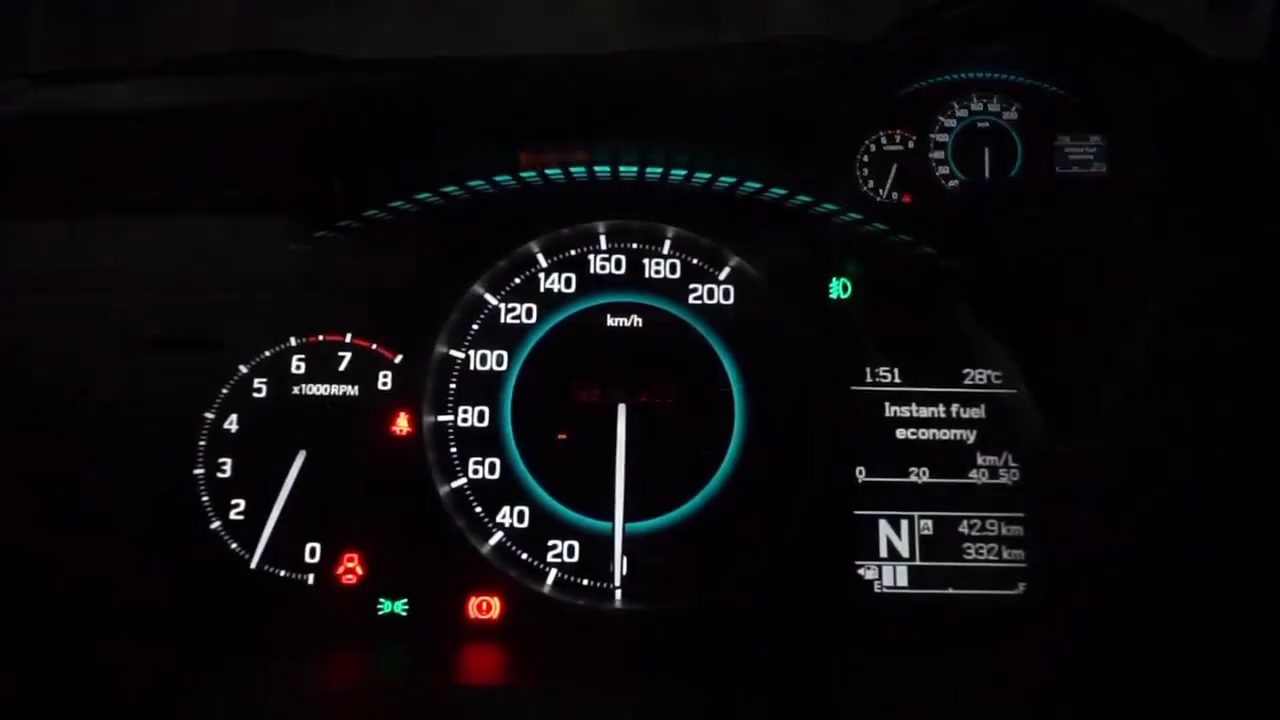 6 7 8
5
x1000RPM
4
3
2
0
km/h
200
180
160
140
120
100
80
60
40
20
1:51 28℃
Instant fuel
economy
km/L
0 20 40 50
N A 42.9 km
332 km
E F